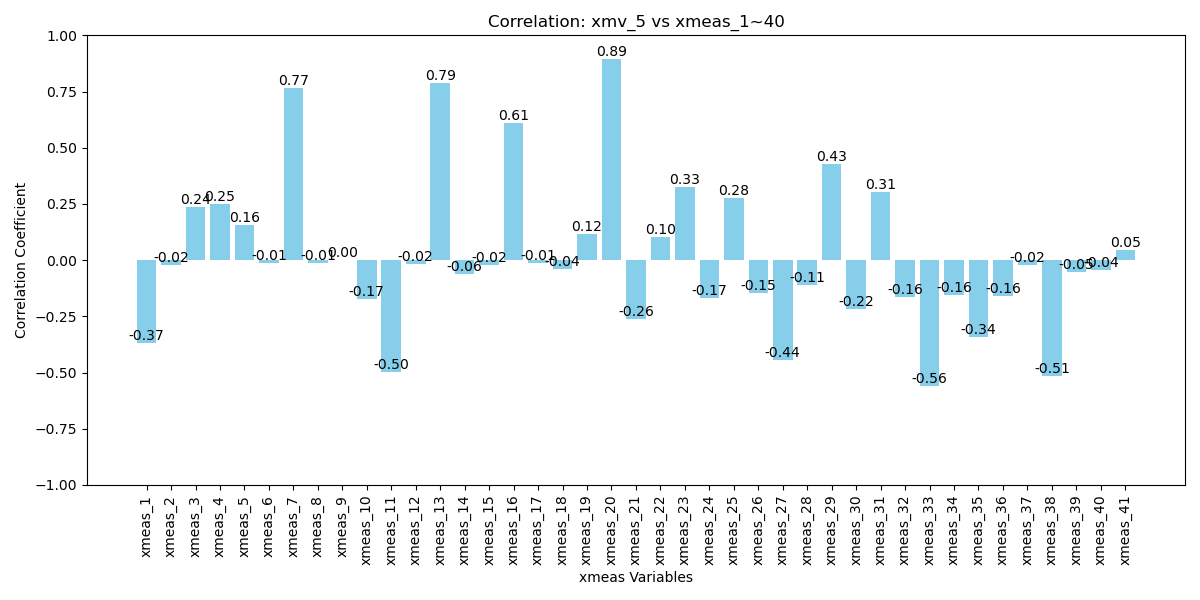 Correlation: xmv_5 vs xmeas_1~40
Correlation Coefficient
1.00
0.75
0.50
0.25
0.00
−0.25
−0.50
−0.75
−1.00
-0.37
-0.02
0.24
0.25
0.16
-0.01
0.77
-0.01
0.00
-0.17
-0.50
-0.02
0.79
-0.06
-0.02
0.61
-0.01
-0.04
0.12
0.89
-0.26
0.10
0.33
-0.17
0.28
-0.15
-0.44
-0.11
0.43
-0.22
0.31
-0.16
-0.56
-0.16
-0.34
-0.16
-0.02
-0.51
-0.05
-0.04
0.05
xmeas_1
xmeas_2
xmeas_3
xmeas_4
xmeas_5
xmeas_6
xmeas_7
xmeas_8
xmeas_9
xmeas_10
xmeas_11
xmeas_12
xmeas_13
xmeas_14
xmeas_15
xmeas_16
xmeas_17
xmeas_18
xmeas_19
xmeas_20
xmeas_21
xmeas_22
xmeas_23
xmeas_24
xmeas_25
xmeas_26
xmeas_27
xmeas_28
xmeas_29
xmeas_30
xmeas_31
xmeas_32
xmeas_33
xmeas_34
xmeas_35
xmeas_36
xmeas_37
xmeas_38
xmeas_39
xmeas_40
xmeas_41
xmeas Variables